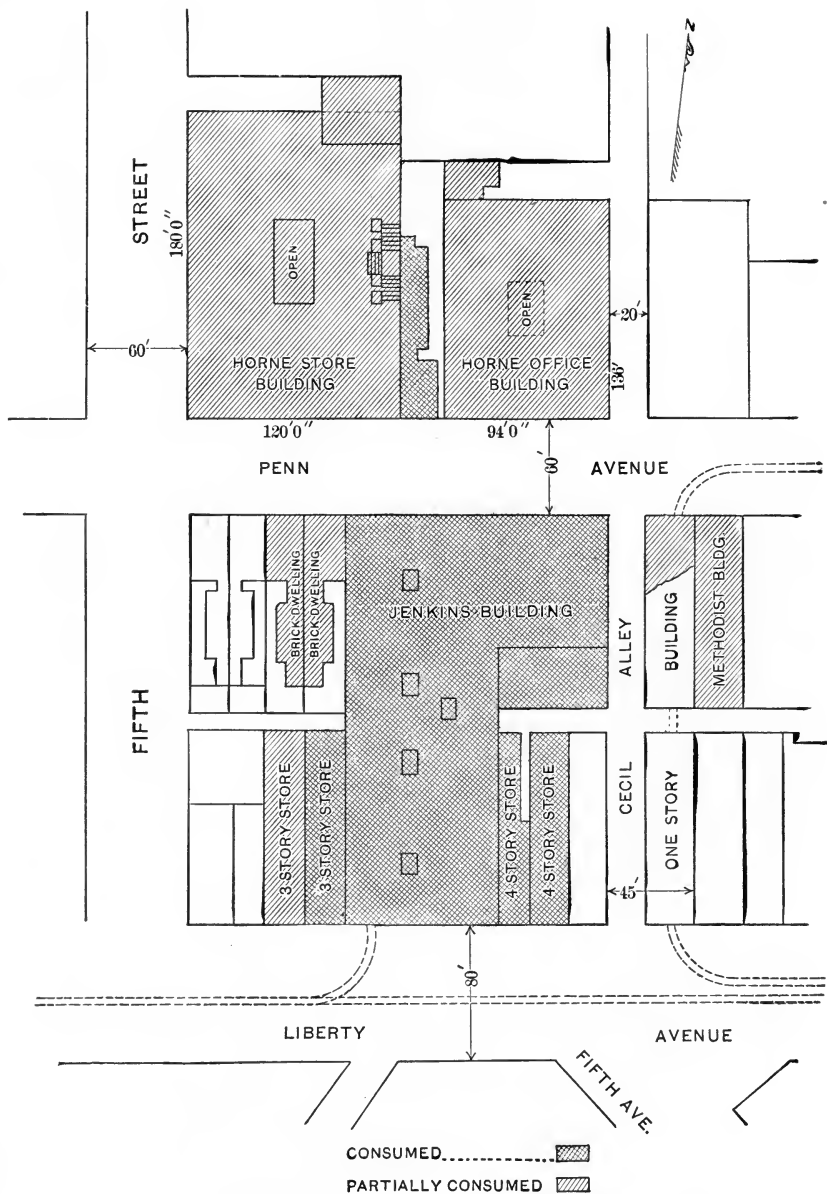 N
STREET
180'0"
OPEN
OPEN
20'
60'
HORNE STORE
BUILDING
HORNE OFFICE
BUILDING
136'
120'0"
94'0"
PENN
60'
AVENUE
BRICK DWELLING
BRICK DWELLING
JENKINS BUILDING
ALLEY
BUILDING
METHODIST BLDG.
FIFTH
3 STORY STORE
3 STORY STORE
4 STORY STORE
4 STORY STORE
CECIL
ONE STORY
45'
80'
LIBERTY
AVENUE
FIFTH AVE.
CONSUMED
PARTIALLY CONSUMED